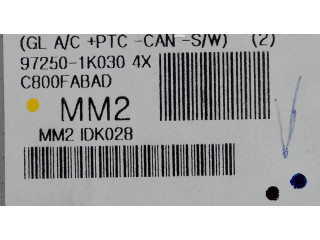 (GL A/C +PTC -CAN -S/W) (2)
97250-1K030 4X
C800FABAD
MM2
MM2 IDK028